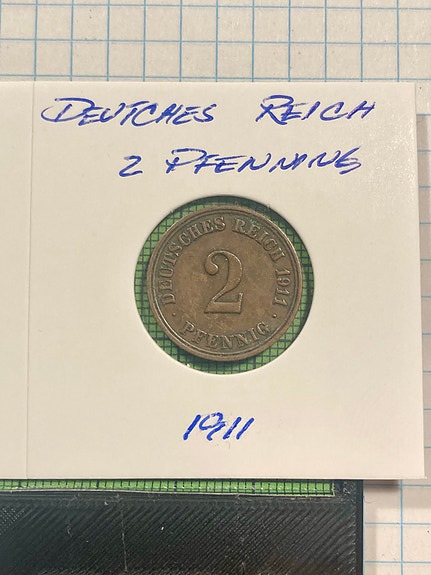 DEUTCHES REICH
2 PFENNING
DEUTSCHES REICH 1911
2
· PFENNIG ·
1911